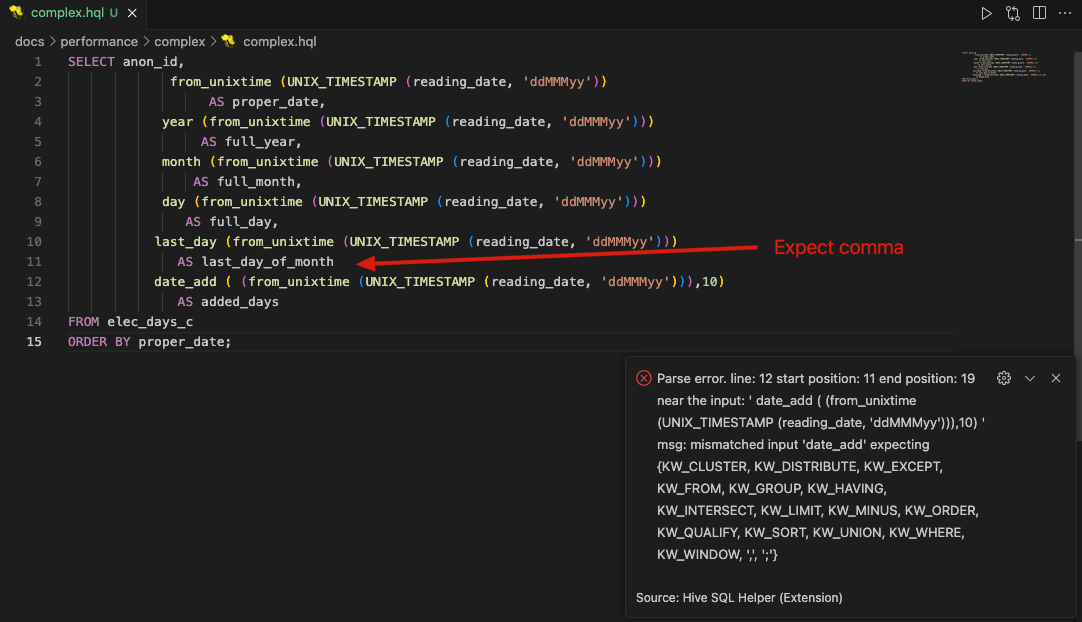 complex.hql U
docs > performance > complex > complex.hql
1 SELECT anon_id,
2 from_unixtime (UNIX_TIMESTAMP (reading_date, 'ddMMMyy'))
3 AS proper_date,
4 year (from_unixtime (UNIX_TIMESTAMP (reading_date, 'ddMMMyy')))
5 AS full_year,
6 month (from_unixtime (UNIX_TIMESTAMP (reading_date, 'ddMMMyy')))
7 AS full_month,
8 day (from_unixtime (UNIX_TIMESTAMP (reading_date, 'ddMMMyy')))
9 AS full_day,
10 last_day (from_unixtime (UNIX_TIMESTAMP (reading_date, 'ddMMMyy')))
11 AS last_day_of_month
Expect comma
12 date_add ( (from_unixtime (UNIX_TIMESTAMP (reading_date, 'ddMMMyy'))),10)
13 AS added_days
14 FROM elec_days_c
15 ORDER BY proper_date;
Parse error. line: 12 start position: 11 end position: 19
near the input: ' date_add ( (from_unixtime
(UNIX_TIMESTAMP (reading_date, 'ddMMMyy'))),10) '
msg: mismatched input 'date_add' expecting
{KW_CLUSTER, KW_DISTRIBUTE, KW_EXCEPT,
KW_FROM, KW_GROUP, KW_HAVING,
KW_INTERSECT, KW_LIMIT, KW_MINUS, KW_ORDER,
KW_QUALIFY, KW_SORT, KW_UNION, KW_WHERE,
KW_WINDOW, ',', ';'}
Source: Hive SQL Helper (Extension)